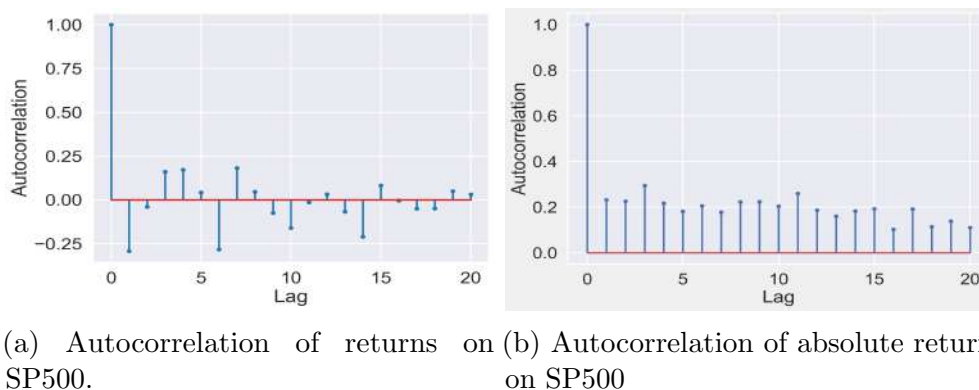 1.00
0.75
0.50
0.25
0.00
−0.25
Autocorrelation
0 5 10 15 20
Lag
1.0
0.8
0.6
0.4
0.2
0.0
Autocorrelation
0 5 10 15 20
Lag
(a) Autocorrelation of returns on
SP500.
(b) Autocorrelation of absolute return
on SP500